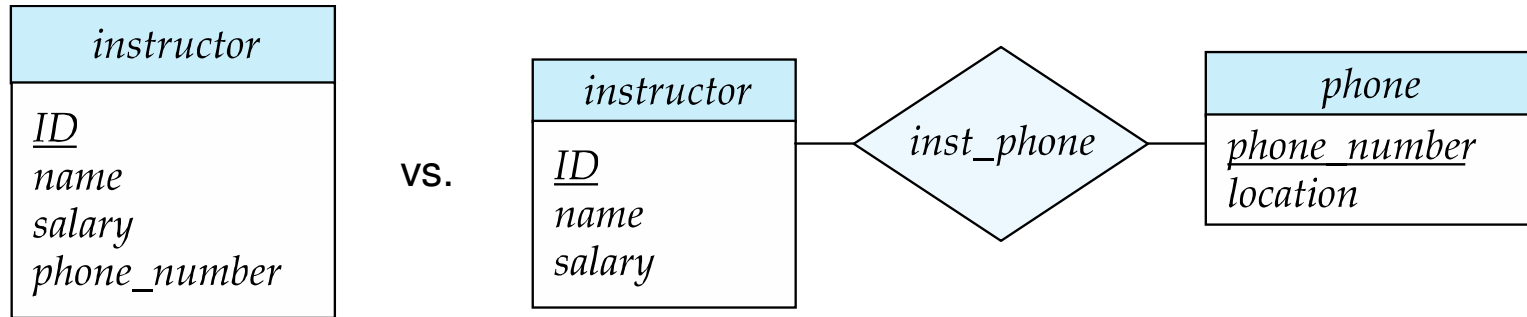 instructor
ID
name
salary
phone_number
vs.
instructor
ID
name
salary
inst_phone
phone
phone_number
location